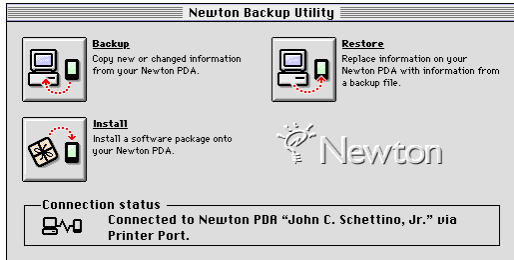 Newton Backup Utility
Backup
Copy new or changed information
from your Newton PDA.
Restore
Replace information on your
Newton PDA with information from
a backup file.
Install
Install a software package onto
your Newton PDA.
Newton
Connection status
Connected to Newton PDA “John C. Schettino, Jr.” via
Printer Port.